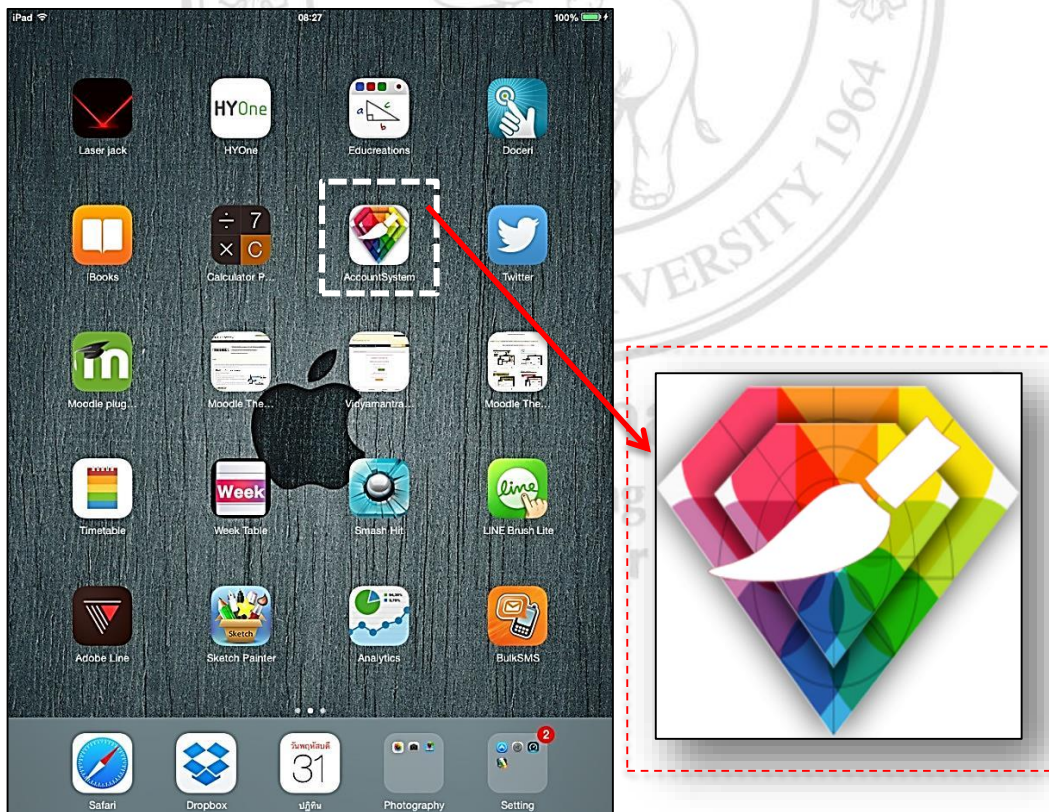 iPad 08:27 100%
HYOne
a c b
Laser jack HYOne Educreations Doceri
÷ 7
× C
iBooks Calculator P... AccountSystem Twitter
m
Moodle plug... Moodle The... Vidyamantra... Moodle The...
Week
line
Timetable Week Table Smash Hit LINE Brush Lite
Sketch
Adobe Line Sketch Painter Analytics BulkSMS
วันพฤหัสบดี
2
31
Safari Dropbox ปฏิทิน Photography Setting
VERSITY 1964